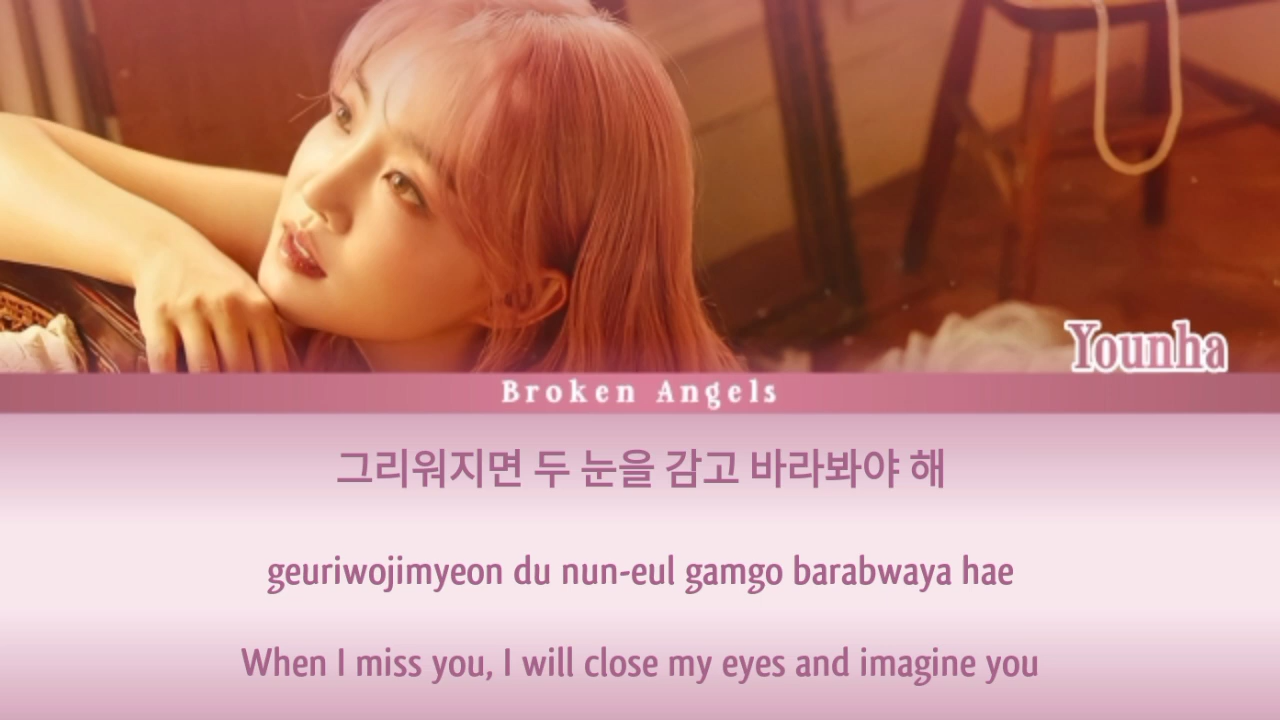 Younha
Broken Angels
그리워지면 두 눈을 감고 바라봐야 해
geuriwojimyeon du nun-eul gamgo barabwaya hae
When I miss you, I will close my eyes and imagine you